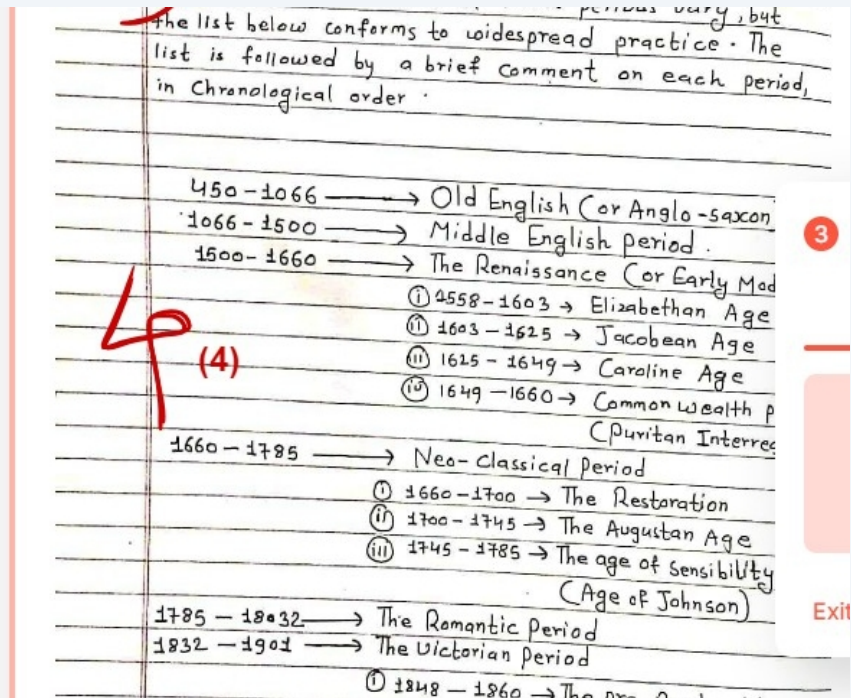 periods vary, but
the list below conforms to widespread practice. The
list is followed by a brief comment on each period,
in Chronological order.
450-1066 → Old English (or Anglo-saxon
1066-1500 → Middle English period.
1500-1660 → The Renaissance (or Early Mod
(i) 1558-1603 → Elizabethan Age
(ii) 1603-1625 → Jacobean Age
(iii) 1625-1649 → Caroline Age
(iv) 1649-1660 → Common wealth P
(Puritan Interreg
4
(4)
1660-1785 → Neo-Classical Period
(i) 1660-1700 → The Restoration
(ii) 1700-1745 → The Augustan Age
(iii) 1745-1785 → The age of sensibility
(Age of Johnson)
1785-1832 → The Romantic Period
1832-1901 → The Victorian Period
(i) 1848-1860 → The
3
Exit